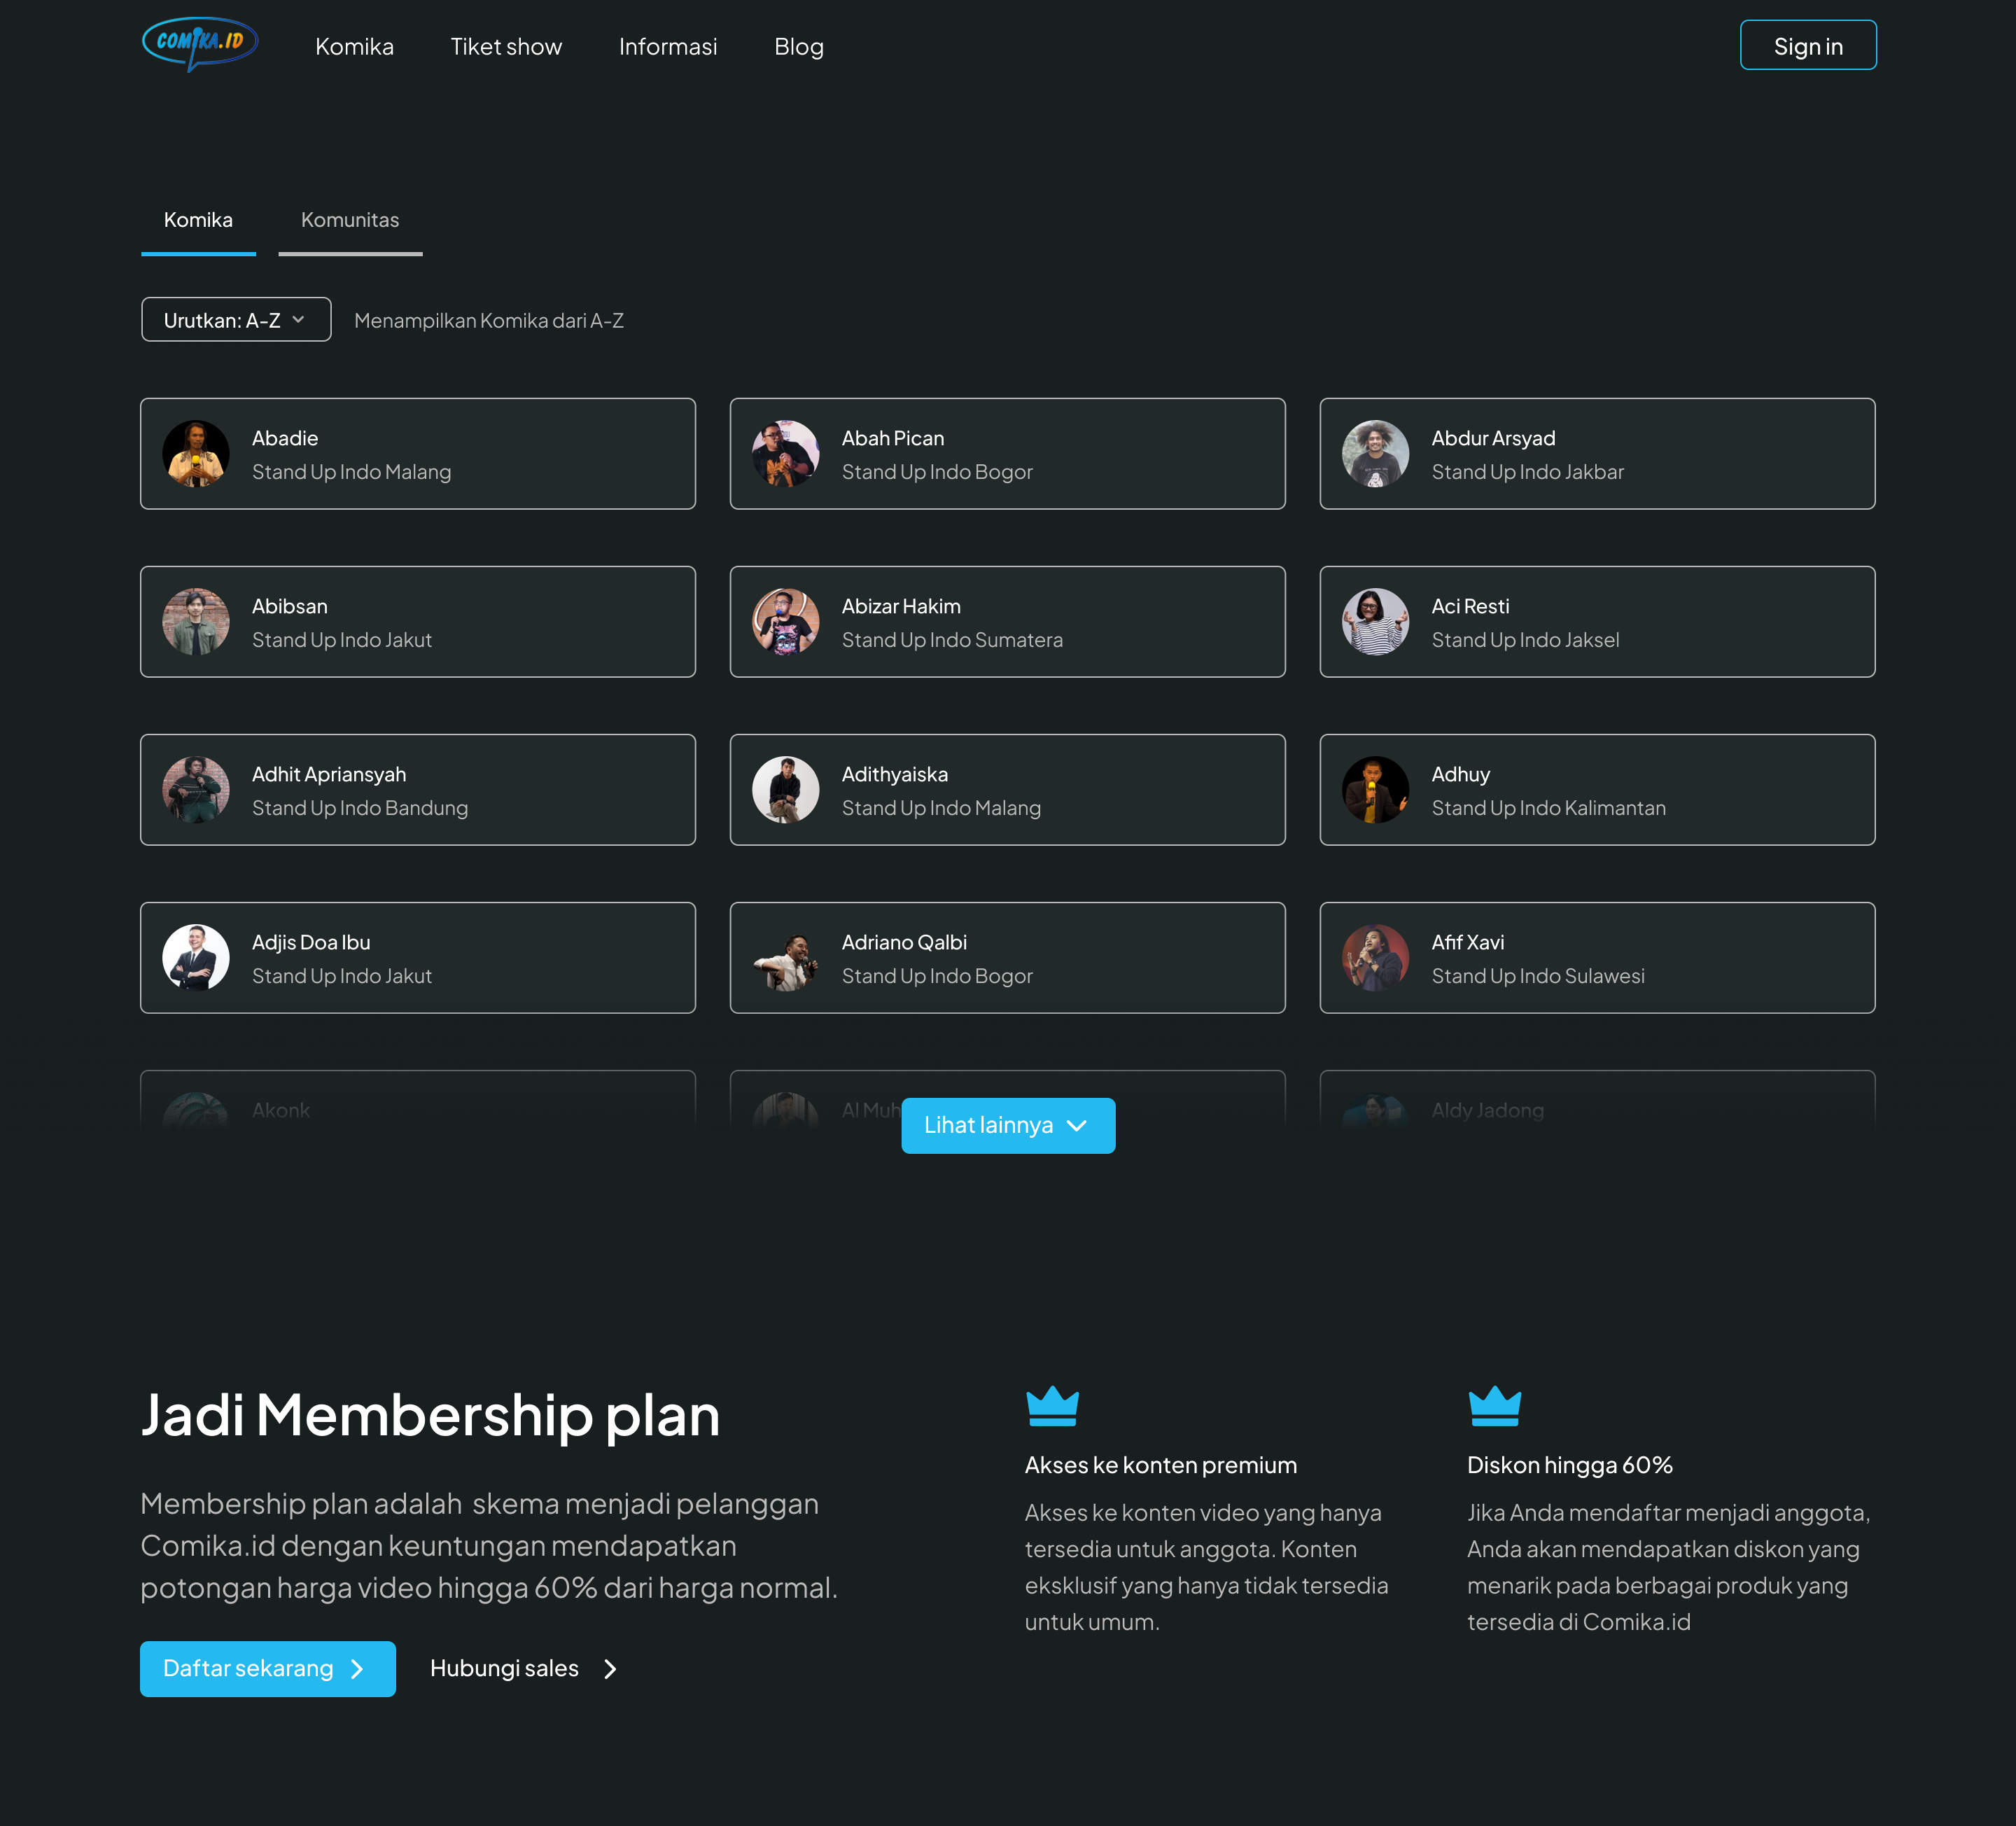 COMIKA.ID
Komika
Tiket show
Informasi
Blog
Sign in
Komika
Komunitas
Urutkan: A-Z
Menampilkan Komika dari A-Z
Abadie
Stand Up Indo Malang
Abah Pican
Stand Up Indo Bogor
Abdur Arsyad
Stand Up Indo Jakbar
Abibsan
Stand Up Indo Jakut
Abizar Hakim
Stand Up Indo Sumatera
Aci Resti
Stand Up Indo Jaksel
Adhit Apriansyah
Stand Up Indo Bandung
Adithyaiska
Stand Up Indo Malang
Adhuy
Stand Up Indo Kalimantan
Adjis Doa Ibu
Stand Up Indo Jakut
Adriano Qalbi
Stand Up Indo Bogor
Afif Xavi
Stand Up Indo Sulawesi
Akonk
Al Muh
Aldy Jadong
Lihat lainnya
Jadi Membership plan
Membership plan adalah  skema menjadi pelanggan
Comika.id dengan keuntungan mendapatkan
potongan harga video hingga 60% dari harga normal.
Daftar sekarang
Hubungi sales
Akses ke konten premium
Akses ke konten video yang hanya
tersedia untuk anggota. Konten
eksklusif yang hanya tidak tersedia
untuk umum.
Diskon hingga 60%
Jika Anda mendaftar menjadi anggota,
Anda akan mendapatkan diskon yang
menarik pada berbagai produk yang
tersedia di Comika.id